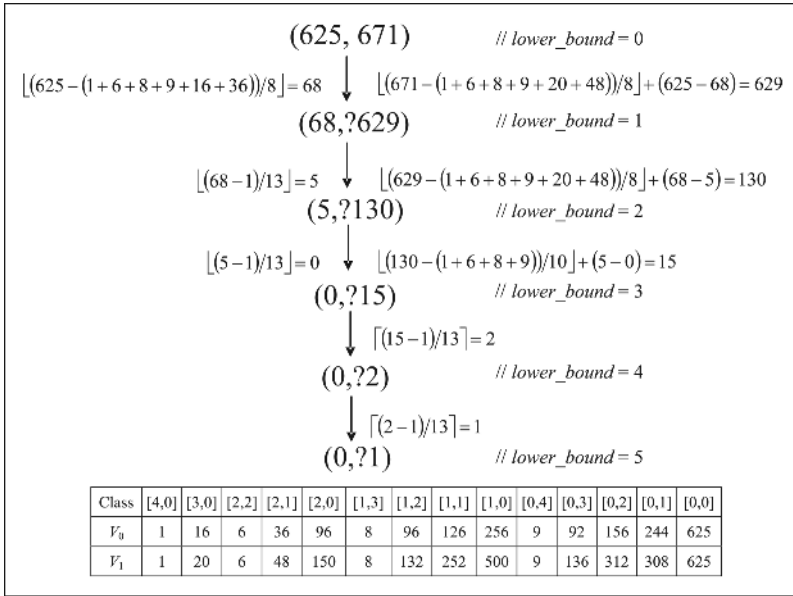 (625, 671) // lower_bound = 0
⌊(625−(1+6+8+9+16+36))/8⌋=68 ⌊(671−(1+6+8+9+20+48))/8⌋+(625−68)=629
(68,?629) // lower_bound = 1
⌊(68−1)/13⌋=5 ⌊(629−(1+6+8+9+20+48))/8⌋+(68−5)=130
(5,?130) // lower_bound = 2
⌊(5−1)/13⌋=0 ⌊(130−(1+6+8+9))/10⌋+(5−0)=15
(0,?15) // lower_bound = 3
⌈(15−1)/13⌉=2
(0,?2) // lower_bound = 4
⌈(2−1)/13⌉=1
(0,?1) // lower_bound = 5
Class [4,0] [3,0] [2,2] [2,1] [2,0] [1,3] [1,2] [1,1] [1,0] [0,4] [0,3] [0,2] [0,1] [0,0]
V₀ 1 16 6 36 96 8 96 126 256 9 92 156 244 625
V₁ 1 20 6 48 150 8 132 252 500 9 136 312 308 625